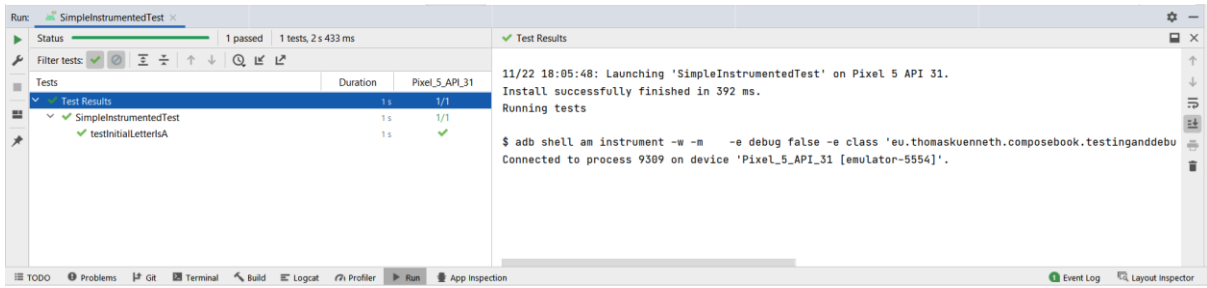 Run: SimpleInstrumentedTest
Status 1 passed 1 tests, 2 s 433 ms
Filter tests:
Tests Duration Pixel_5_API_31
Test Results 1 s 1/1
SimpleInstrumentedTest 1 s 1/1
testInitialLetterIsA 1 s
Test Results
11/22 18:05:48: Launching 'SimpleInstrumentedTest' on Pixel 5 API 31.
Install successfully finished in 392 ms.
Running tests
$ adb shell am instrument -w -m    -e debug false -e class 'eu.thomaskuenneth.composebook.testinganddebu
Connected to process 9309 on device 'Pixel_5_API_31 [emulator-5554]'.
TODO Problems Git Terminal Build Logcat Profiler Run App Inspection 1 Event Log Layout Inspector